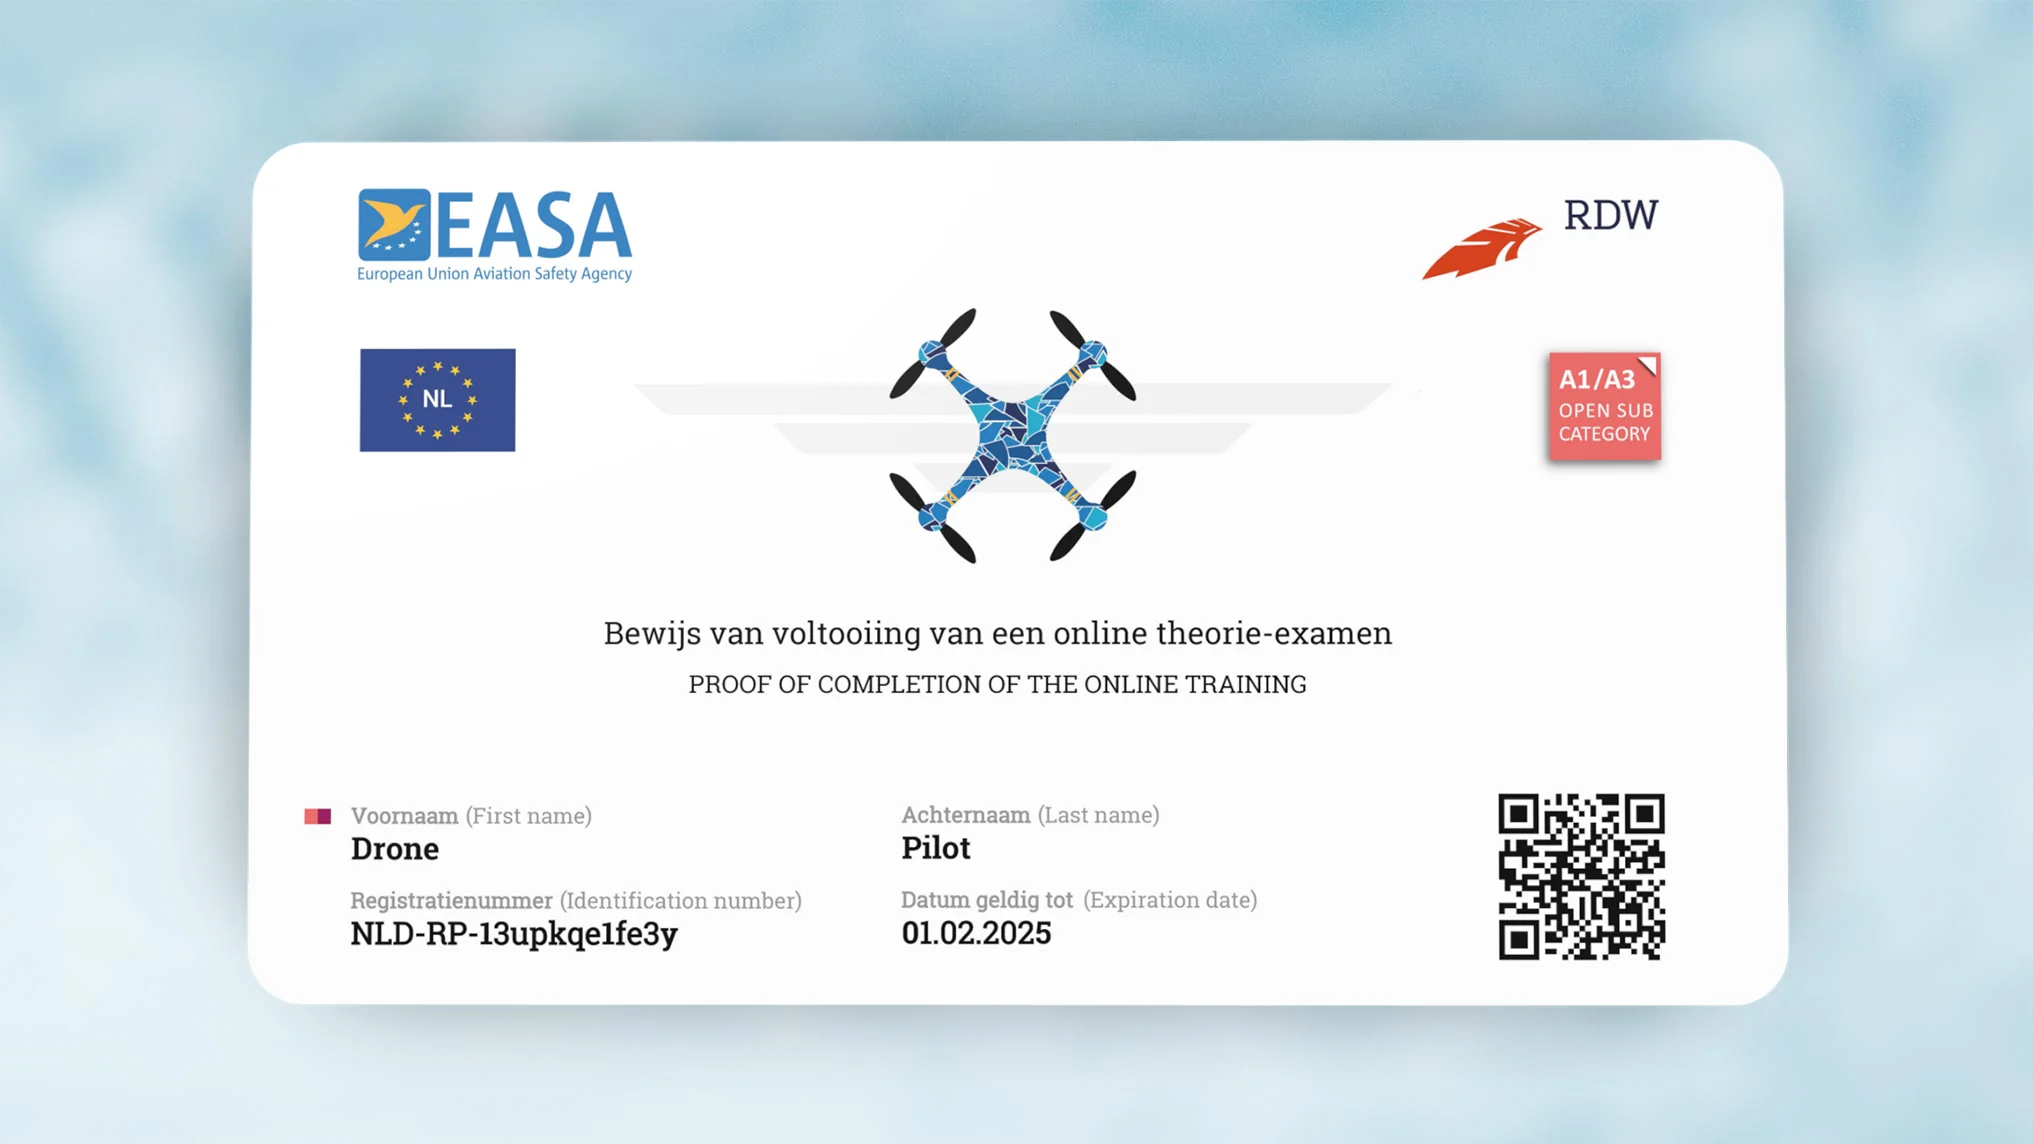 EASA
European Union Aviation Safety Agency
RDW
NL
A1/A3
OPEN SUB
CATEGORY
Bewijs van voltooiing van een online theorie-examen
PROOF OF COMPLETION OF THE ONLINE TRAINING
Voornaam (First name)
Drone
Achternaam (Last name)
Pilot
Registratienummer (Identification number)
NLD-RP-13upkqe1fe3y
Datum geldig tot (Expiration date)
01.02.2025